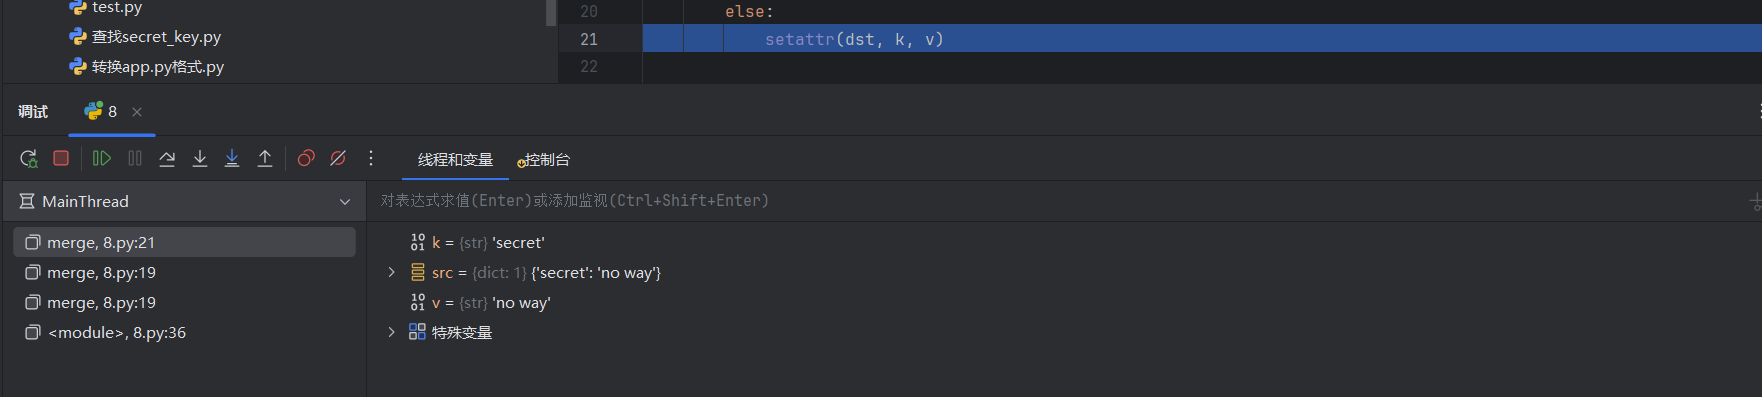 test.py
查找secret_key.py
转换app.py格式.py
20 else:
21 setattr(dst, k, v)
22
调试 8
线程和变量 控制台
MainThread
对表达式求值(Enter)或添加监视(Ctrl+Shift+Enter)
merge, 8.py:21
merge, 8.py:19
merge, 8.py:19
<module>, 8.py:36
k = {str} 'secret'
src = {dict: 1} {'secret': 'no way'}
v = {str} 'no way'
特殊变量